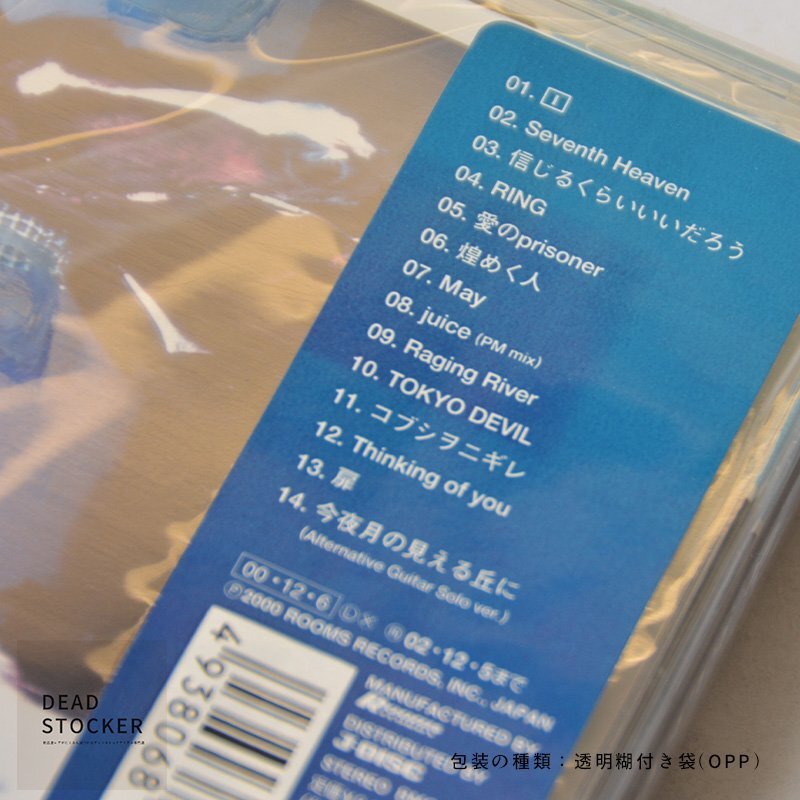 01. I
02. Seventh Heaven
03. 信じるくらいいいだろう
04. RING
05. 愛のprisoner
06. 煌めく人
07. May
08. juice (PM mix)
09. Raging River
10. TOKYO DEVIL
11. コブシヲニギレ
12. Thinking of you
13. 扉
14. 今夜月の見える丘に
(Alternative Guitar Solo ver.)
00・12・6
02・12・5まで
Ⓟ2000 ROOMS RECORDS, INC., JAPAN
4 938068
MANUFACTURED BY
DISTRIBUTED BY
STEREO
DEAD
STOCKER
包装の種類：透明糊付き袋(OPP)